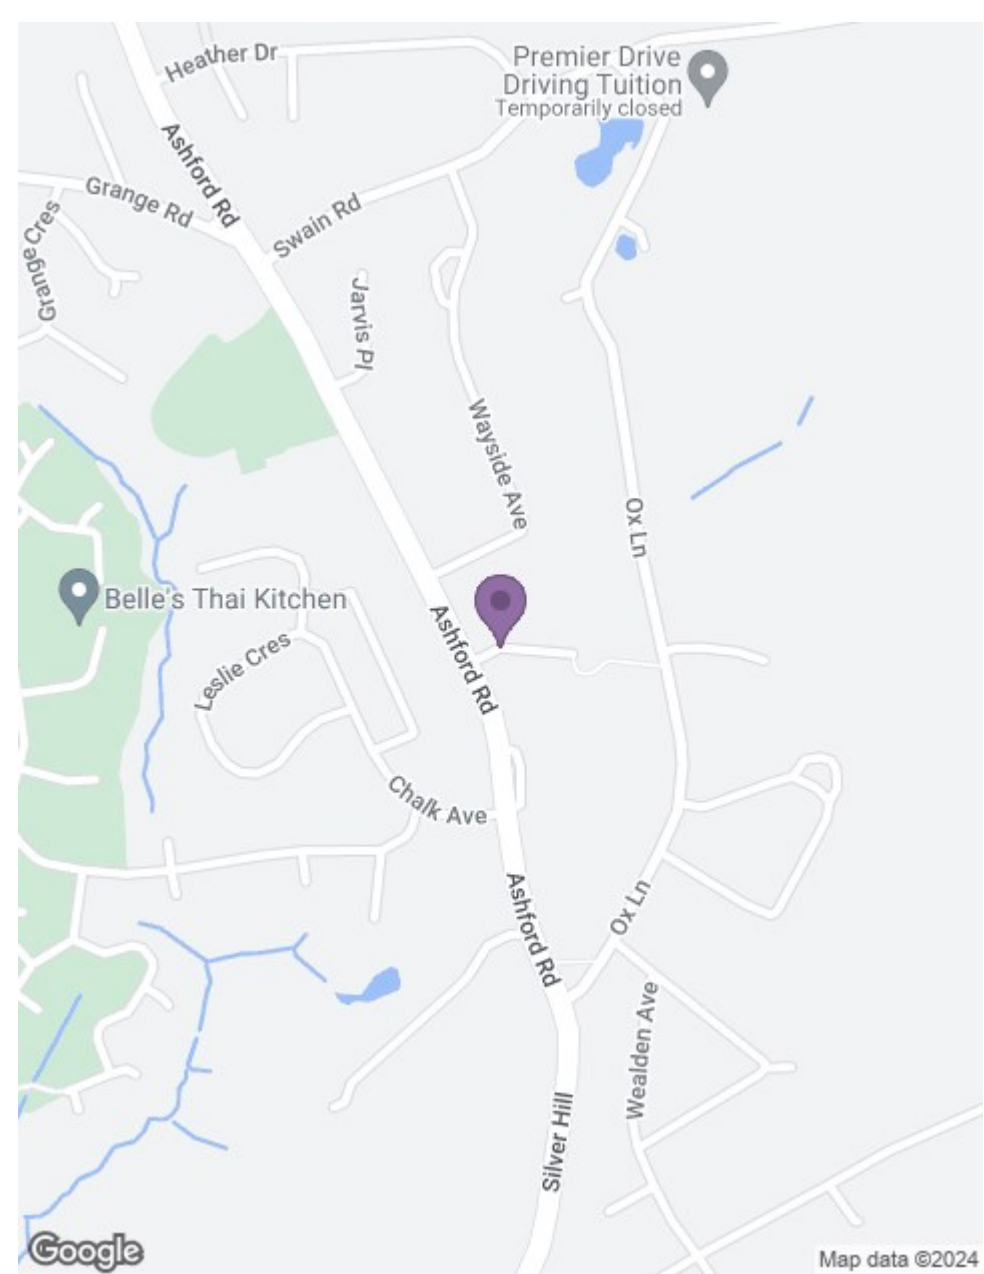 Heather Dr
Premier Drive
Driving Tuition
Temporarily closed
Ashford Rd
Grange Rd
Swain Rd
Grange Cres
Jarvis Pl
Wayside Ave
Ox Ln
Belle's Thai Kitchen
Ashford Rd
Leslie Cres
Chalk Ave
Ashford Rd
Ox Ln
Wealden Ave
Silver Hill
Google
Map data ©2024